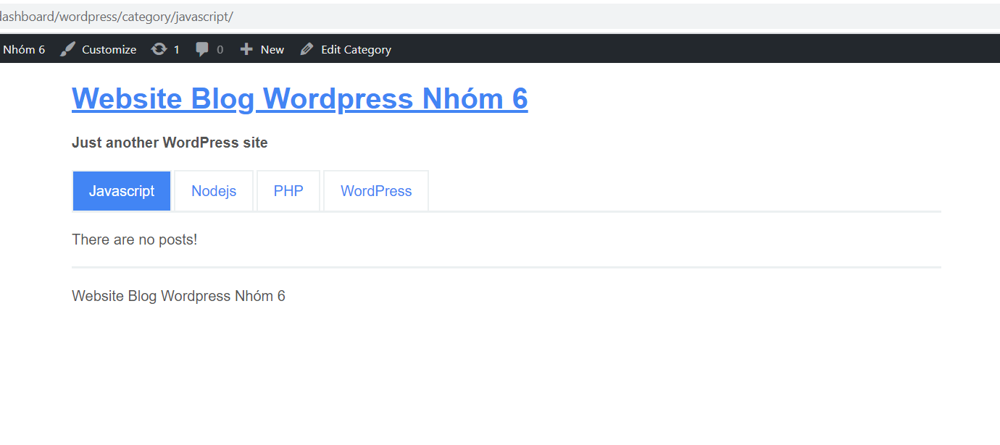 dashboard/wordpress/category/javascript/
Nhóm 6 Customize 1 0 New Edit Category
Website Blog Wordpress Nhóm 6
Just another WordPress site
Javascript Nodejs PHP WordPress
There are no posts!
Website Blog Wordpress Nhóm 6